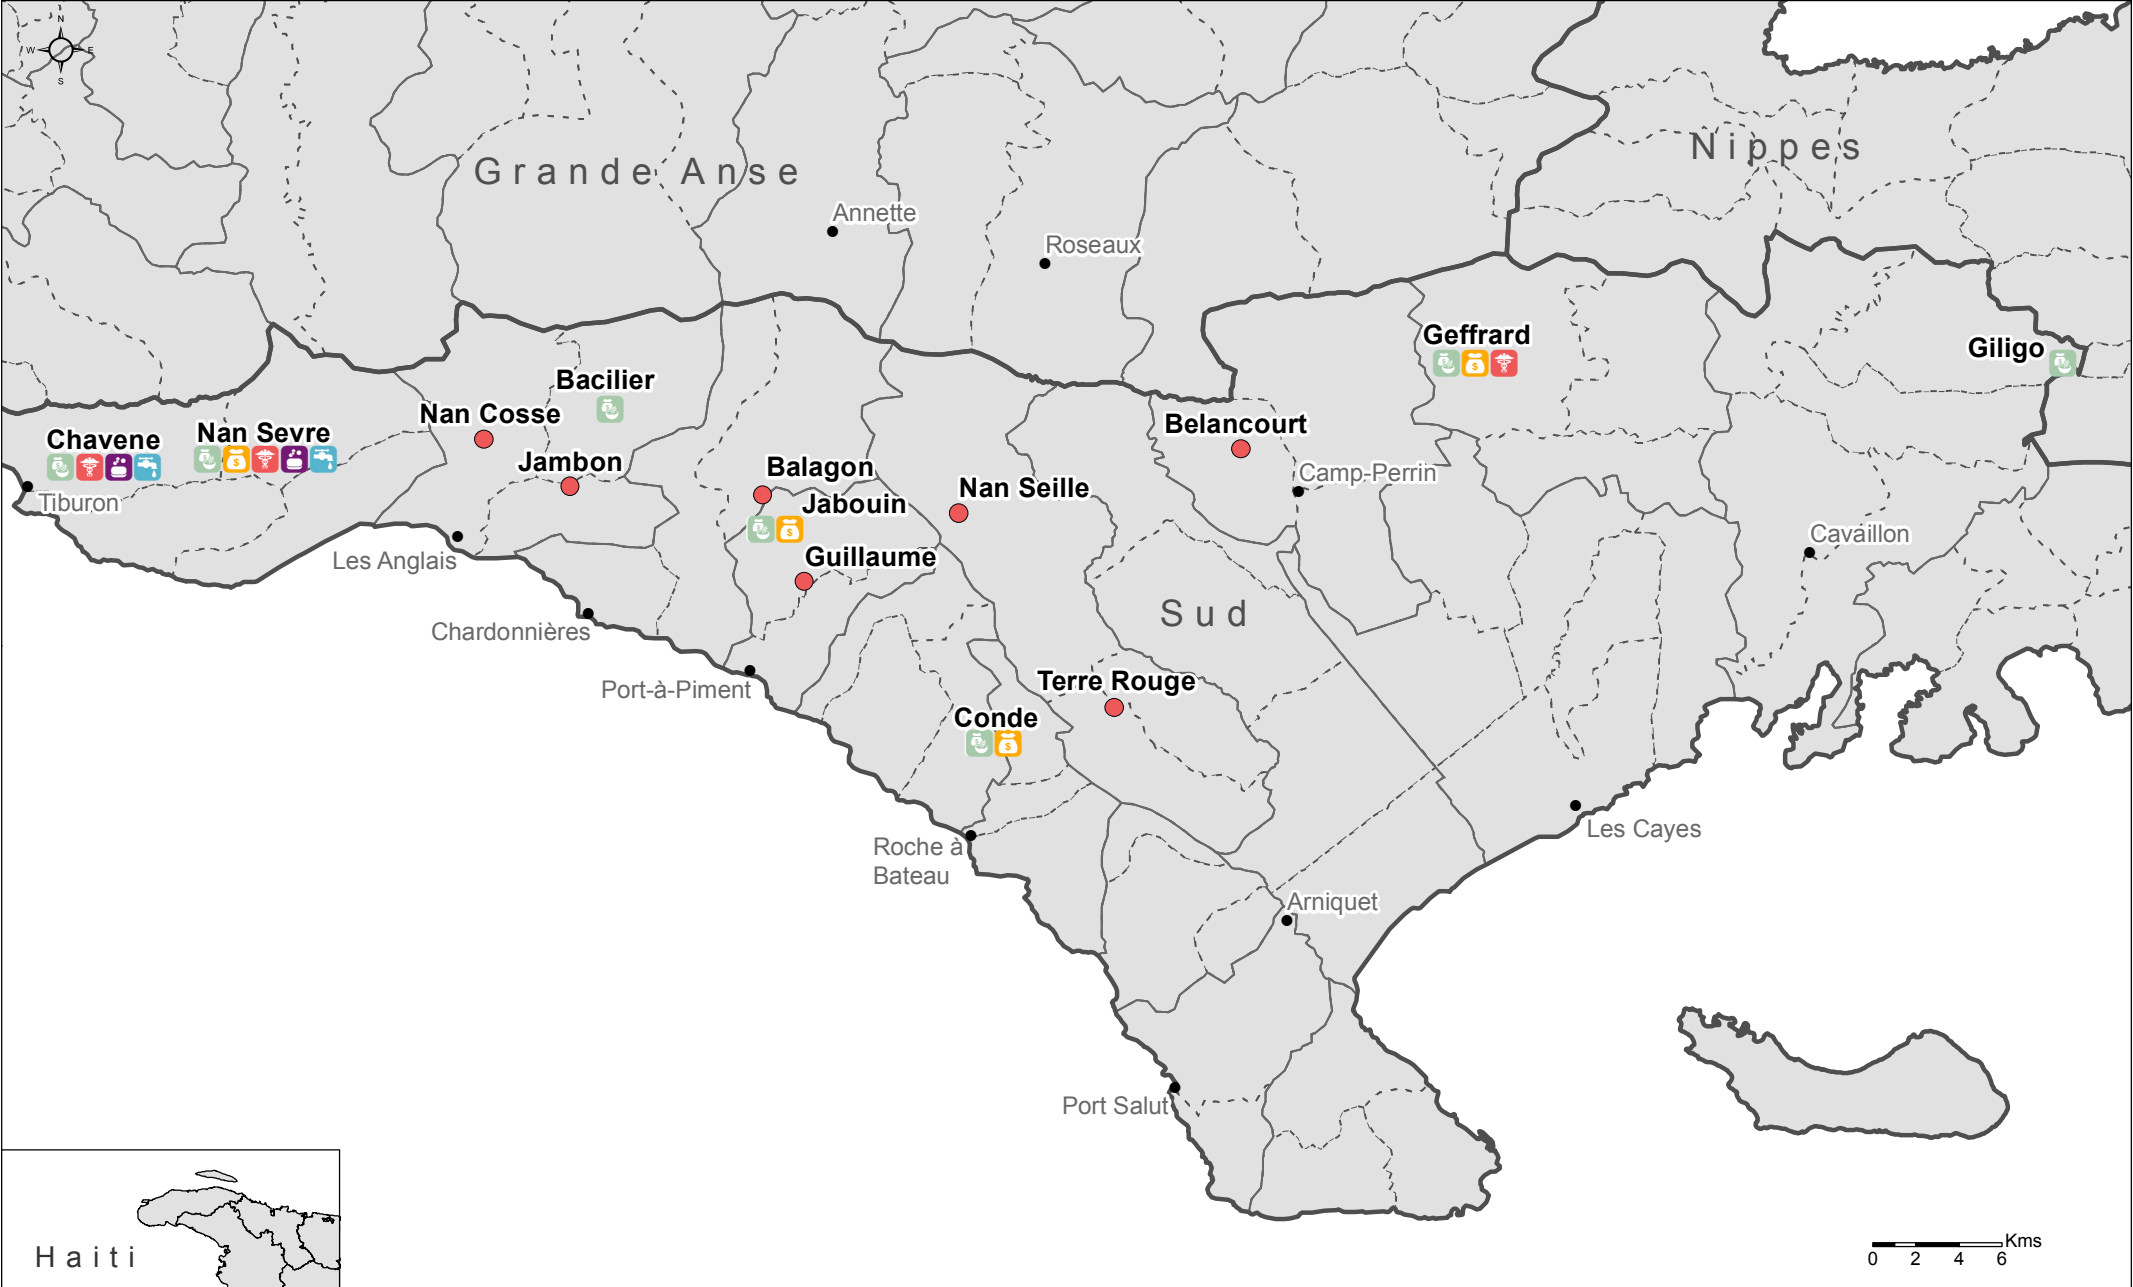 N
W
E
S
Grande Anse
Nippes
Annette
Roseaux
Geffrard
Giligo
Bacilier
Nan Cosse
Belancourt
Chavene
Nan Sevre
Jambon
Balagon
Camp-Perrin
Nan Seille
Tiburon
Jabouin
Cavaillon
Les Anglais
Guillaume
Sud
Chardonnières
Terre Rouge
Port-à-Piment
Conde
Les Cayes
Roche à
Bateau
Arniquet
Port Salut
Haiti
Kms
0 2 4 6